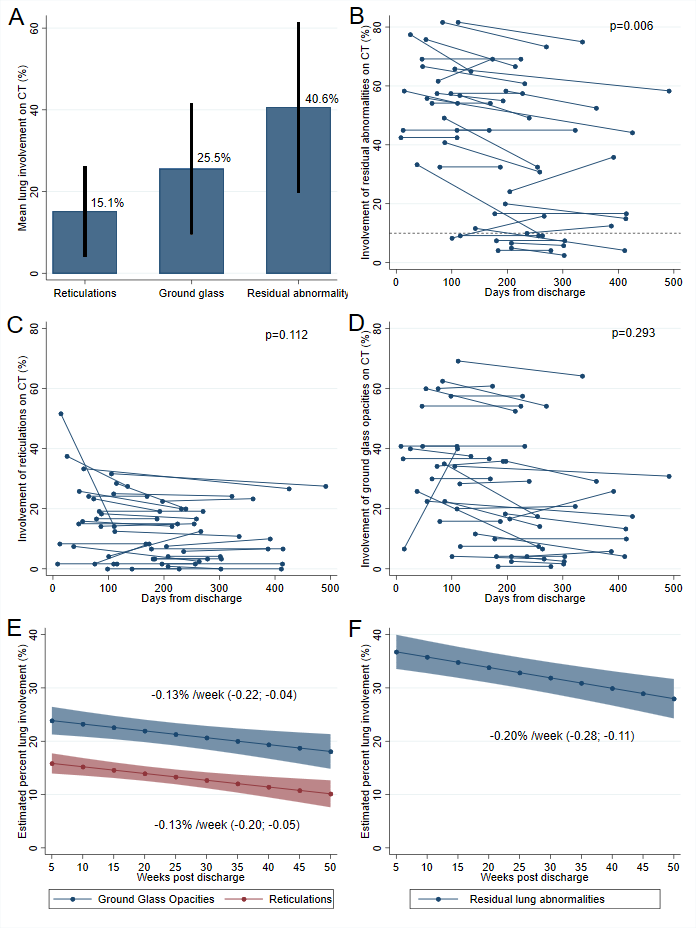 A
Mean lung involvement on CT (%)
60
40
20
0
15.1%
25.5%
40.6%
Reticulations
Ground glass
Residual abnormality
B
Involvement of residual abnormalities on CT (%)
80
60
40
20
0
p=0.006
0 100 200 300 400 500
Days from discharge
C
Involvement of reticulations on CT (%)
80
60
40
20
0
p=0.112
0 100 200 300 400 500
Days from discharge
D
Involvement of ground glass opacities on CT (%)
80
60
40
20
0
p=0.293
0 100 200 300 400 500
Days from discharge
E
Estimated percent lung involvement (%)
40
30
20
10
0
-0.13% /week (-0.22; -0.04)
-0.13% /week (-0.20; -0.05)
5 10 15 20 25 30 35 40 45 50
Weeks post discharge
Ground Glass Opacities
Reticulations
F
Estimated percent lung involvement (%)
40
30
20
10
0
-0.20% /week (-0.28; -0.11)
5 10 15 20 25 30 35 40 45 50
Weeks post discharge
Residual lung abnormalities